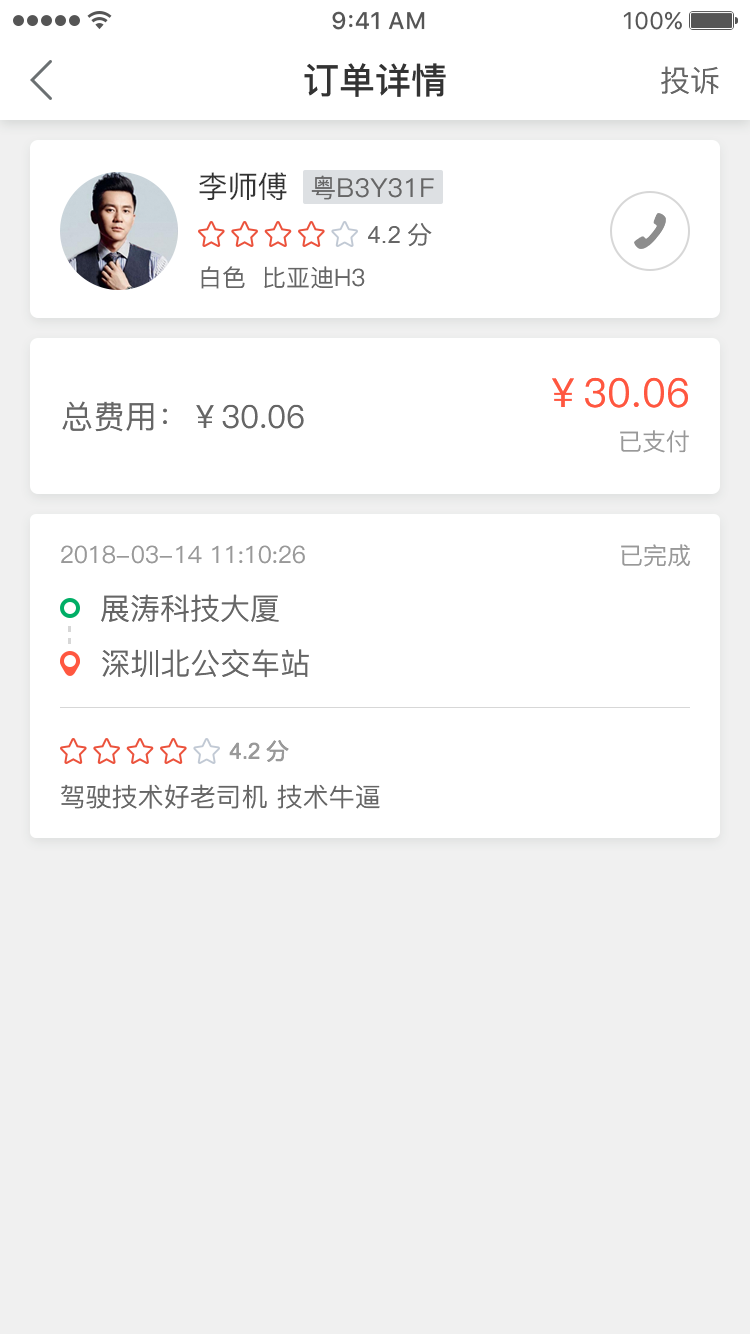 9:41 AM 100%
订单详情 投诉
李师傅 粤B3Y31F
4.2 分
白色 比亚迪H3
总费用： ¥ 30.06
¥ 30.06
已支付
2018-03-14 11:10:26 已完成
展涛科技大厦
深圳北公交车站
4.2 分
驾驶技术好老司机 技术牛逼